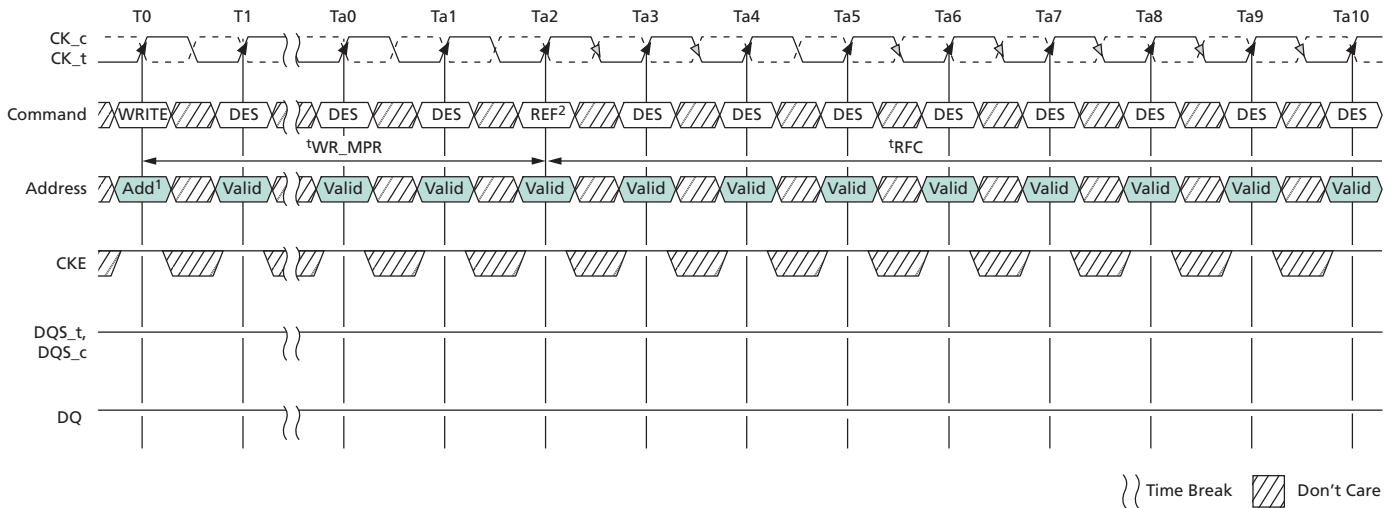 T0 T1 Ta0 Ta1 Ta2 Ta3 Ta4 Ta5 Ta6 Ta7 Ta8 Ta9 Ta10
CK_c
CK_t
Command WRITE DES DES DES REF² DES DES DES DES DES DES DES DES
tWR_MPR tRFC
Address Add¹ Valid Valid Valid Valid Valid Valid Valid Valid Valid Valid Valid Valid
CKE
DQS_t,
DQS_c
DQ
Time Break Don't Care